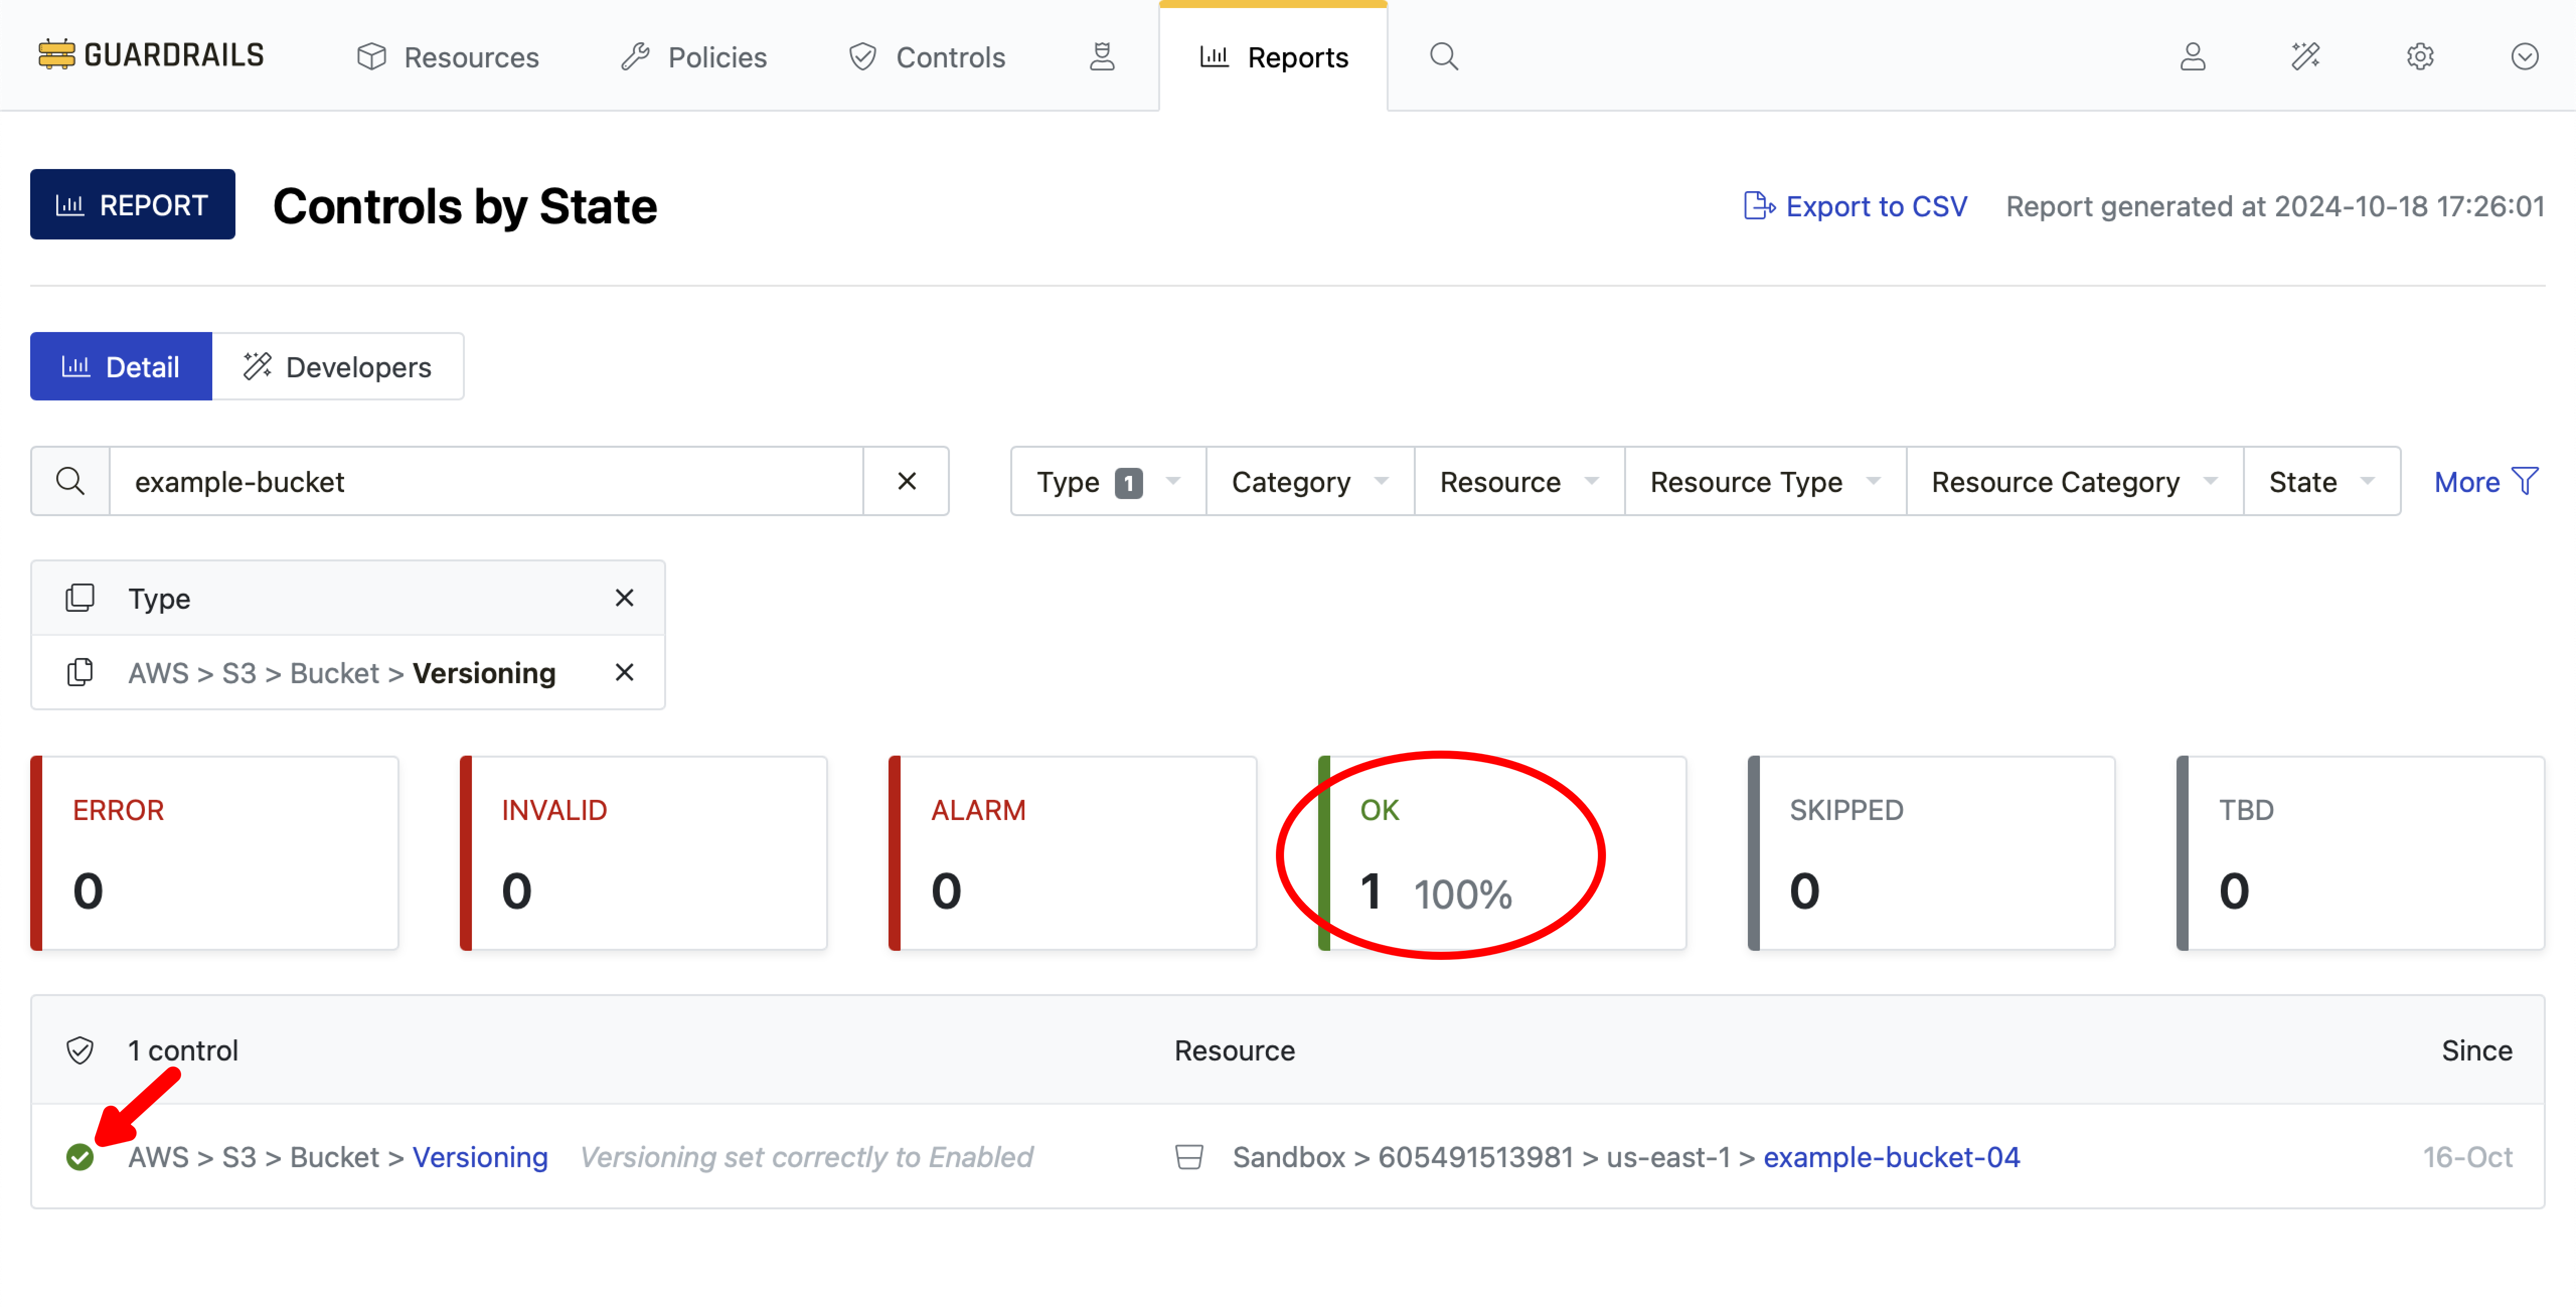 GUARDRAILS Resources Policies Controls Reports
REPORT Controls by State Export to CSV Report generated at 2024-10-18 17:26:01
Detail Developers
example-bucket Type 1 Category Resource Resource Type Resource Category State More
Type
AWS > S3 > Bucket > Versioning
ERROR INVALID ALARM OK SKIPPED TBD
0 0 0 1 100% 0 0
1 control Resource Since
AWS > S3 > Bucket > Versioning Versioning set correctly to Enabled Sandbox > 605491513981 > us-east-1 > example-bucket-04 16-Oct